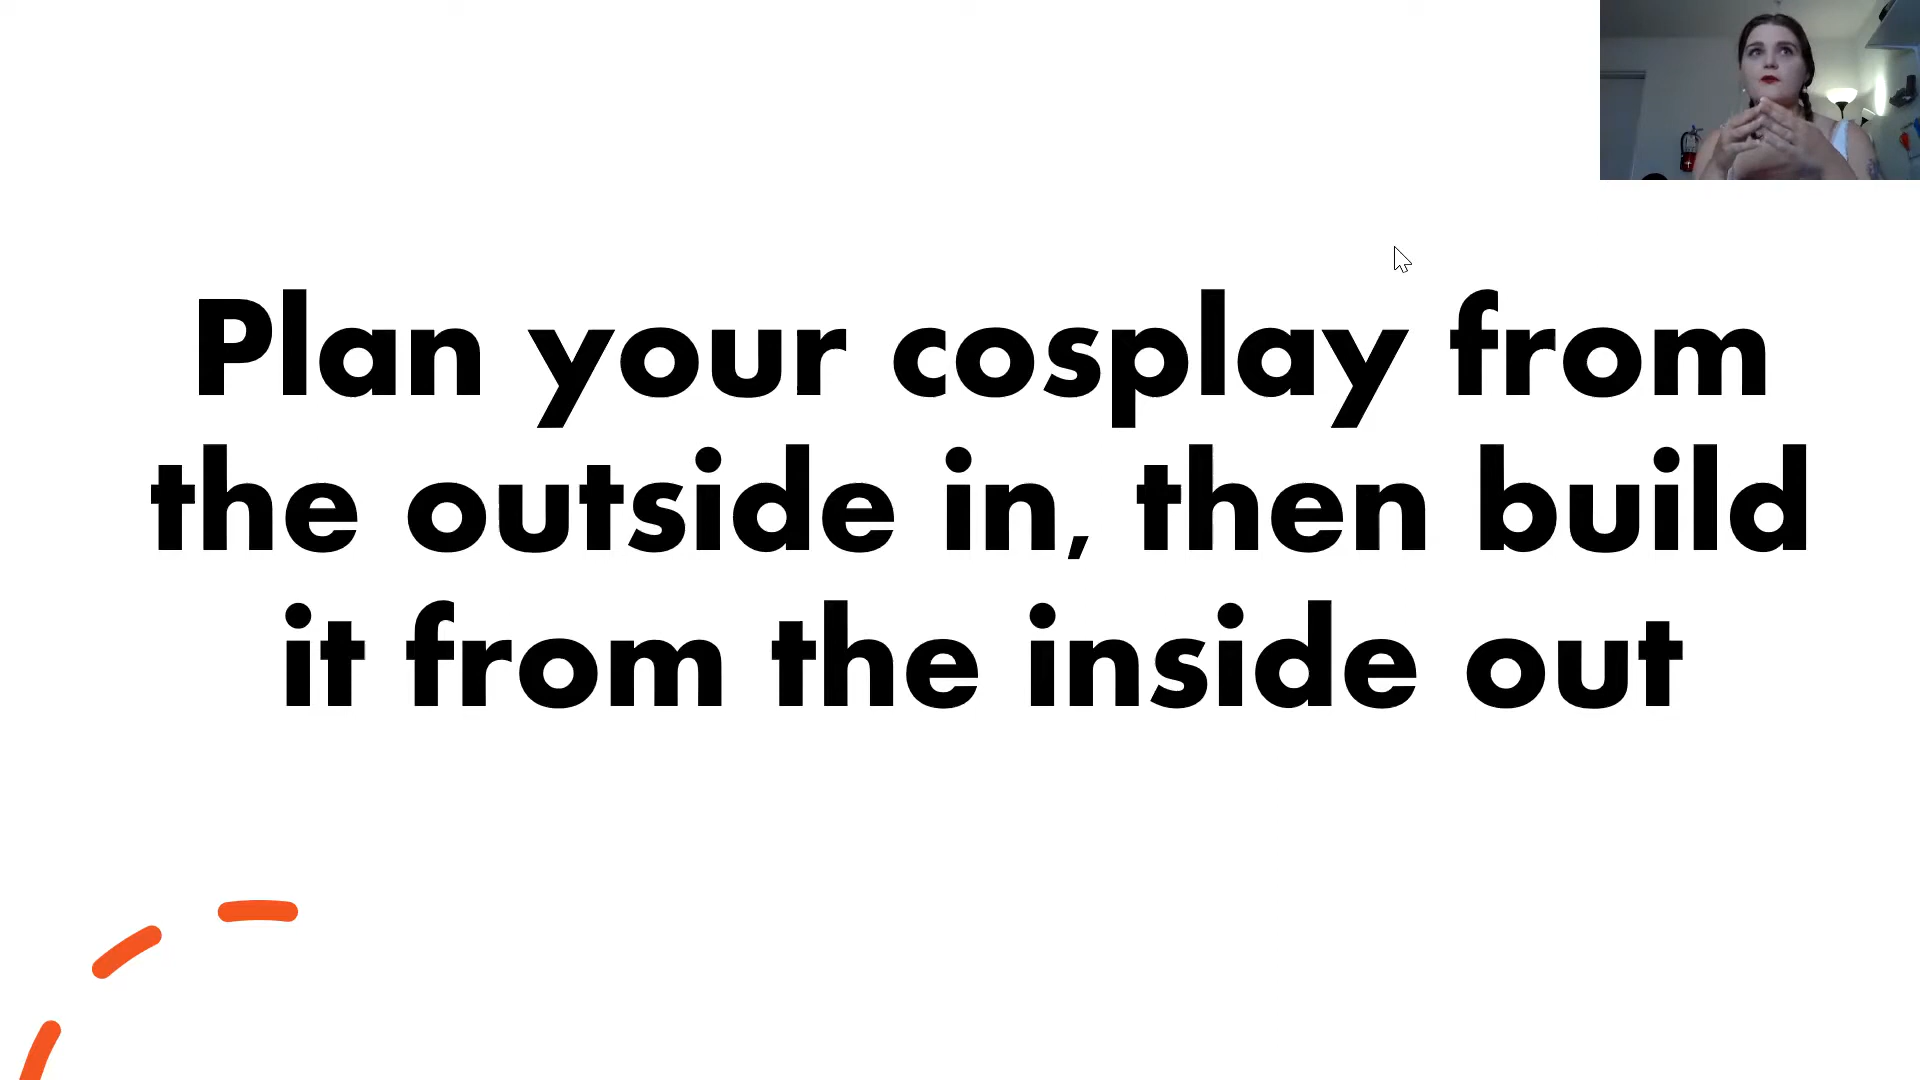 Plan your cosplay from
the outside in, then build
it from the inside out